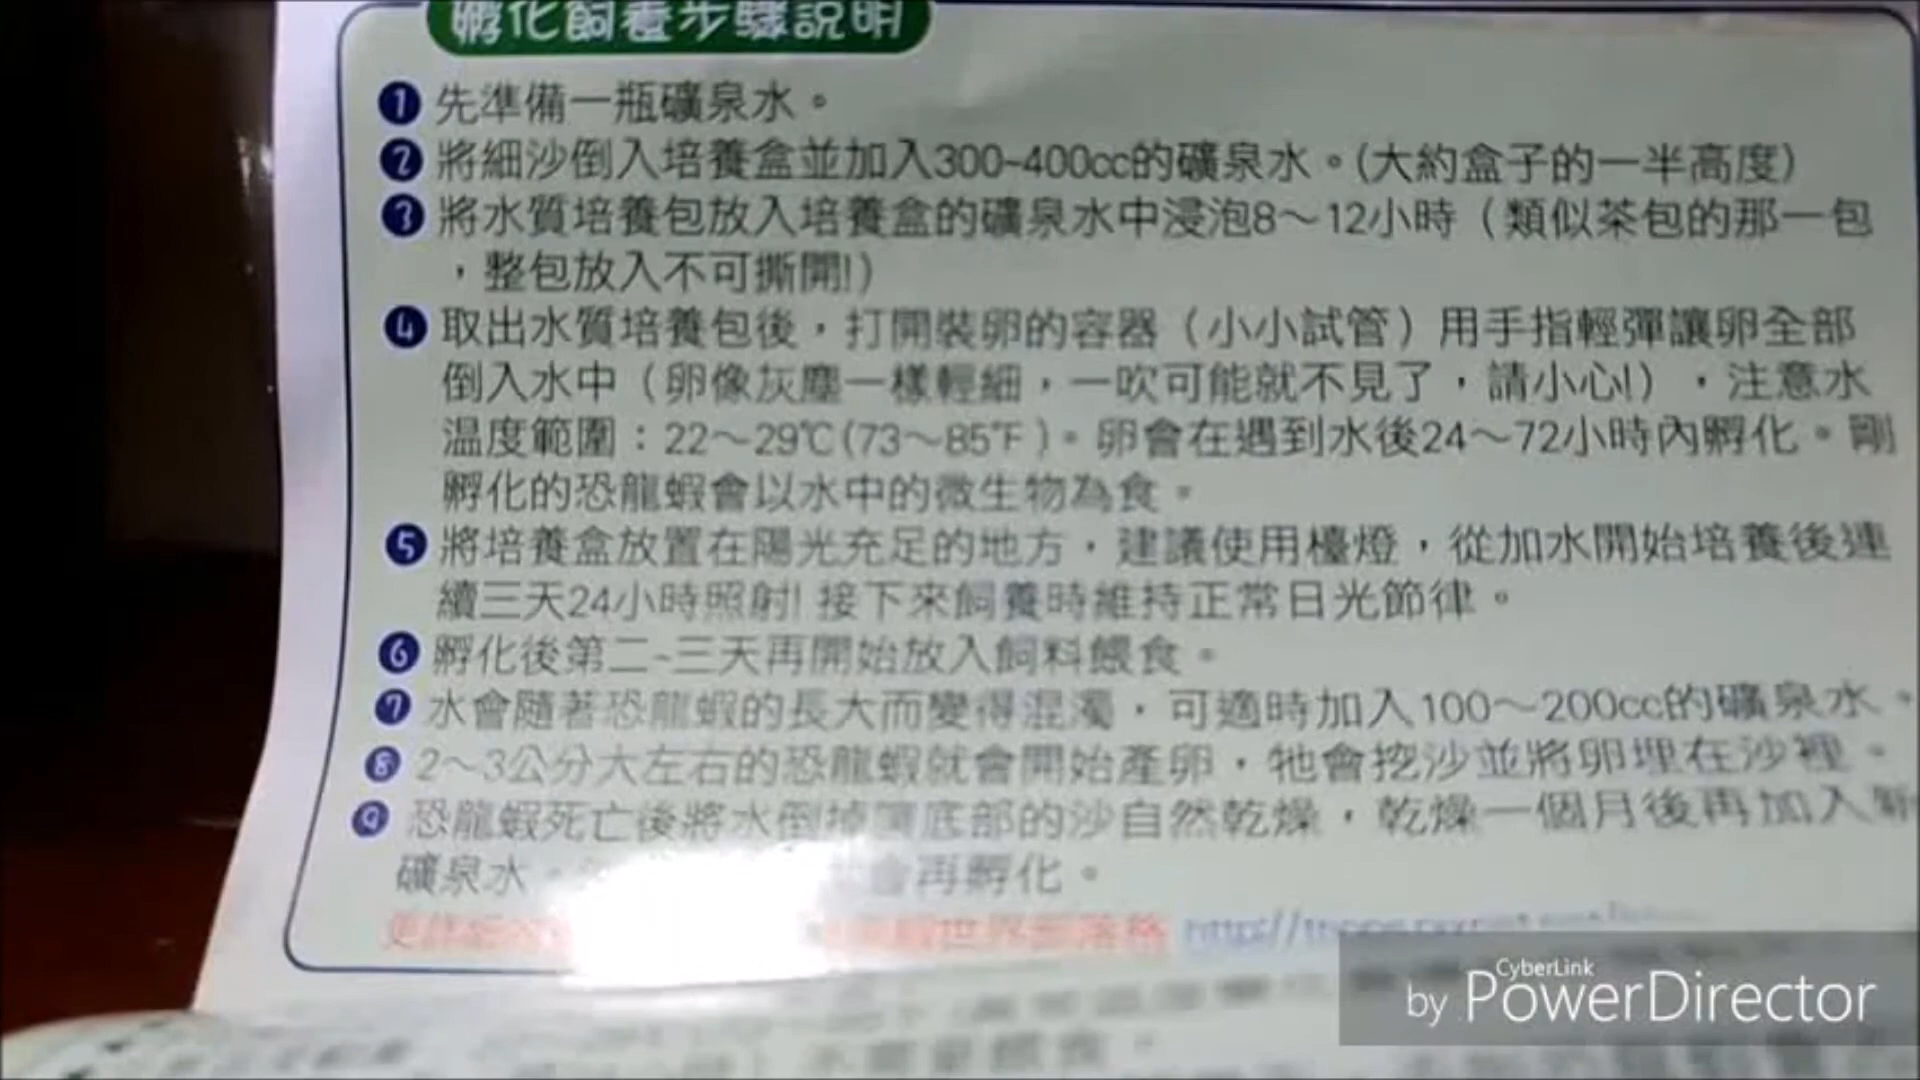 孵化飼養步驟說明
1 先準備一瓶礦泉水。
2 將細沙倒入培養盒並加入300~400cc的礦泉水。(大約盒子的一半高度)
3 將水質培養包放入培養盒的礦泉水中浸泡8～12小時（類似茶包的那一包
，整包放入不可撕開!）
4 取出水質培養包後，打開裝卵的容器（小小試管）用手指輕彈讓卵全部
倒入水中（卵像灰塵一樣輕細，一吹可能就不見了，請小心!），注意水
温度範圍：22～29℃(73～85℉)。卵會在遇到水後24～72小時內孵化。剛
孵化的恐龍蝦會以水中的微生物為食。
5 將培養盒放置在陽光充足的地方，建議使用檯燈，從加水開始培養後連
續三天24小時照射! 接下來飼養時維持正常日光節律。
6 孵化後第二~三天再開始放入飼料餵食。
7 水會隨著恐龍蝦的長大而變得混濁，可適時加入100～200cc的礦泉水。
8 2～3公分大左右的恐龍蝦就會開始產卵，牠會挖沙並將卵埋在沙裡。
9 恐龍蝦死亡後將水倒掉讓底部的沙自然乾燥，乾燥一個月後再加入新
礦泉水。 會再孵化。
世界部落格 http://
CyberLink
by PowerDirector